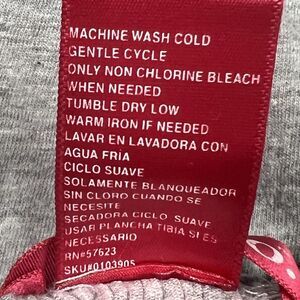 MACHINE WASH COLD
GENTLE CYCLE
ONLY NON CHLORINE BLEACH
WHEN NEEDED
TUMBLE DRY LOW
WARM IRON IF NEEDED
LAVAR EN LAVADORA CON
AGUA FRIA
CICLO SUAVE
SOLAMENTE BLANQUEADOR
SIN CLORO CUANDO SE
NECESITE
SECADORA CICLO SUAVE
USAR PLANCHA TIBIA SI ES
NECESSARIO
RN#57623
SKU#0103905